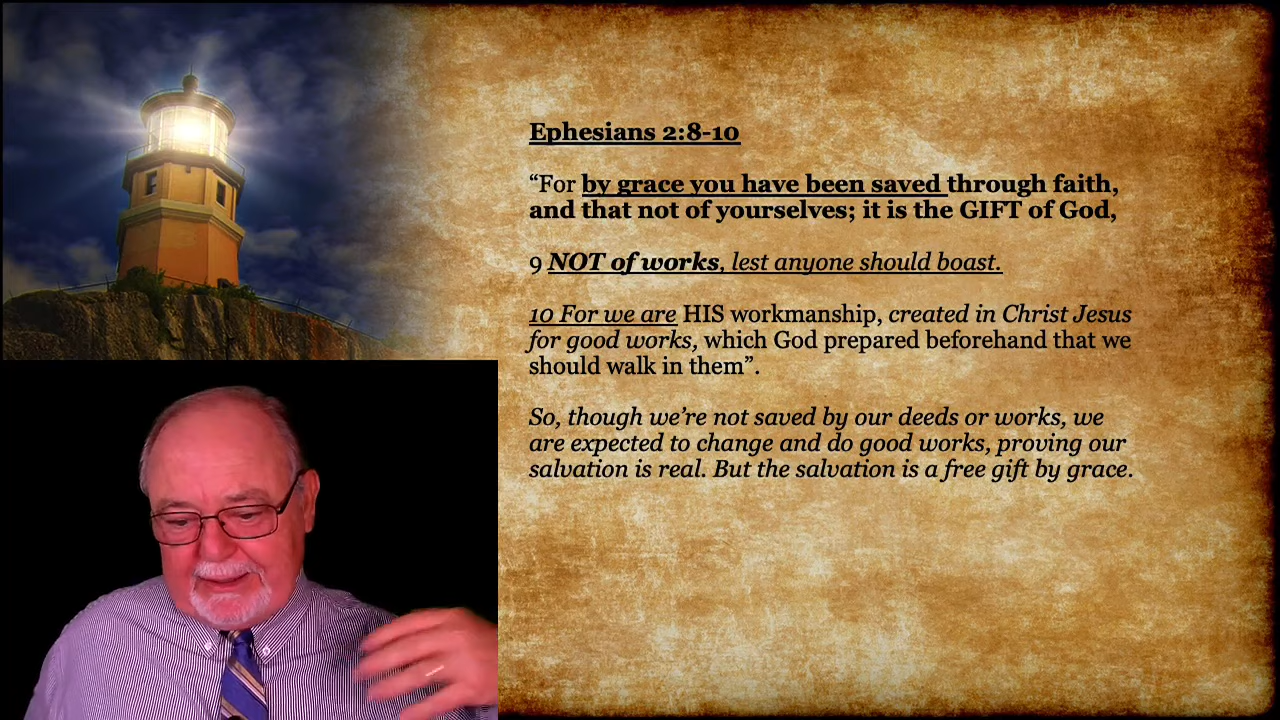 Ephesians 2:8-10
“For by grace you have been saved through faith,
and that not of yourselves; it is the GIFT of God,
9 NOT of works, lest anyone should boast.
10 For we are HIS workmanship, created in Christ Jesus
for good works, which God prepared beforehand that we
should walk in them”.
So, though we’re not saved by our deeds or works, we
are expected to change and do good works, proving our
salvation is real. But the salvation is a free gift by grace.